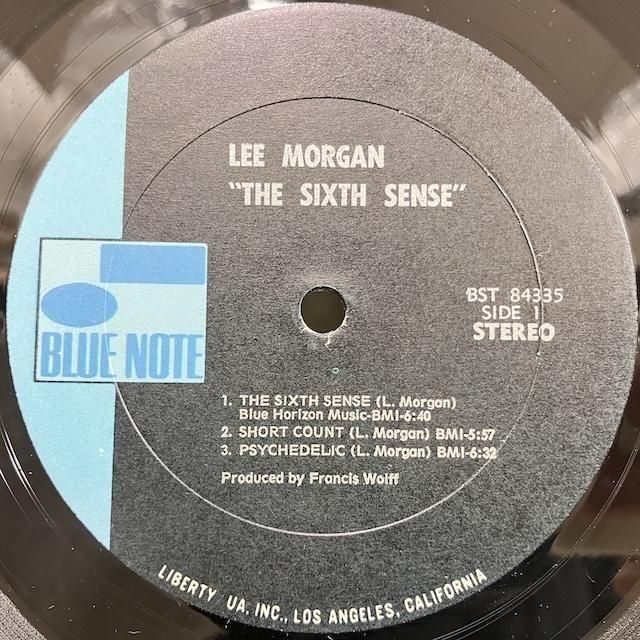 LEE MORGAN
"THE SIXTH SENSE"
BST 84335
SIDE 1
STEREO
BLUE NOTE
1. THE SIXTH SENSE (L. Morgan)
Blue Horizon Music-BMI-6:40
2. SHORT COUNT (L. Morgan) BMI-5:57
3. PSYCHEDELIC (L. Morgan) BMI-6:32
Produced by Francis Wolff
LIBERTY UA, INC., LOS ANGELES, CALIFORNIA